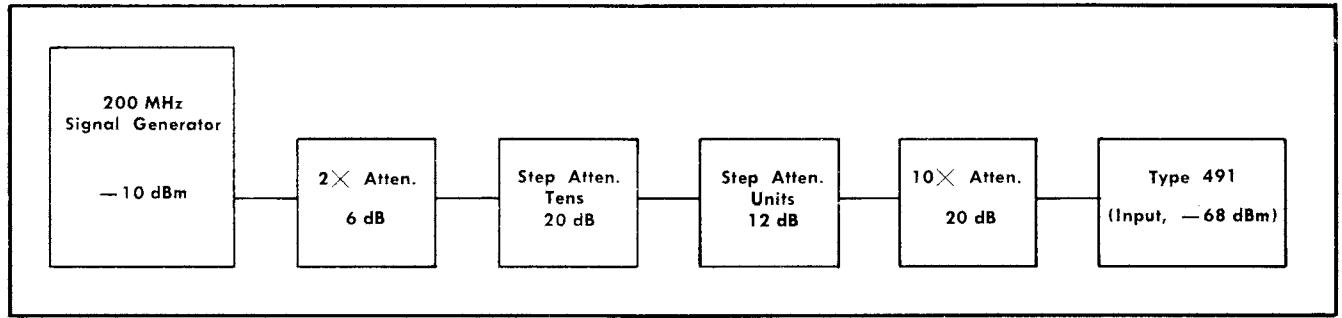 200 MHz
Signal Generator
— 10 dBm
2× Atten.
6 dB
Step Atten.
Tens
20 dB
Step Atten.
Units
12 dB
10× Atten.
20 dB
Type 491
(Input, — 68 dBm)